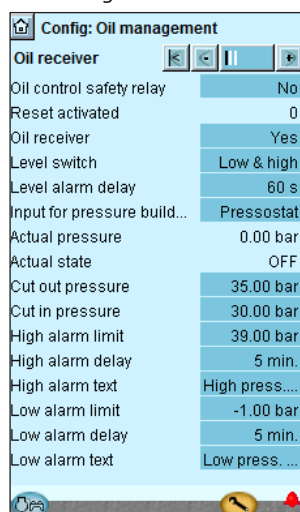 Config: Oil management
Oil receiver
Oil control safety relay No
Reset activated 0
Oil receiver Yes
Level switch Low & high
Level alarm delay 60 s
Input for pressure build... Pressostat
Actual pressure 0.00 bar
Actual state OFF
Cut out pressure 35.00 bar
Cut in pressure 30.00 bar
High alarm limit 39.00 bar
High alarm delay 5 min.
High alarm text High press....
Low alarm limit -1.00 bar
Low alarm delay 5 min.
Low alarm text Low press. ...